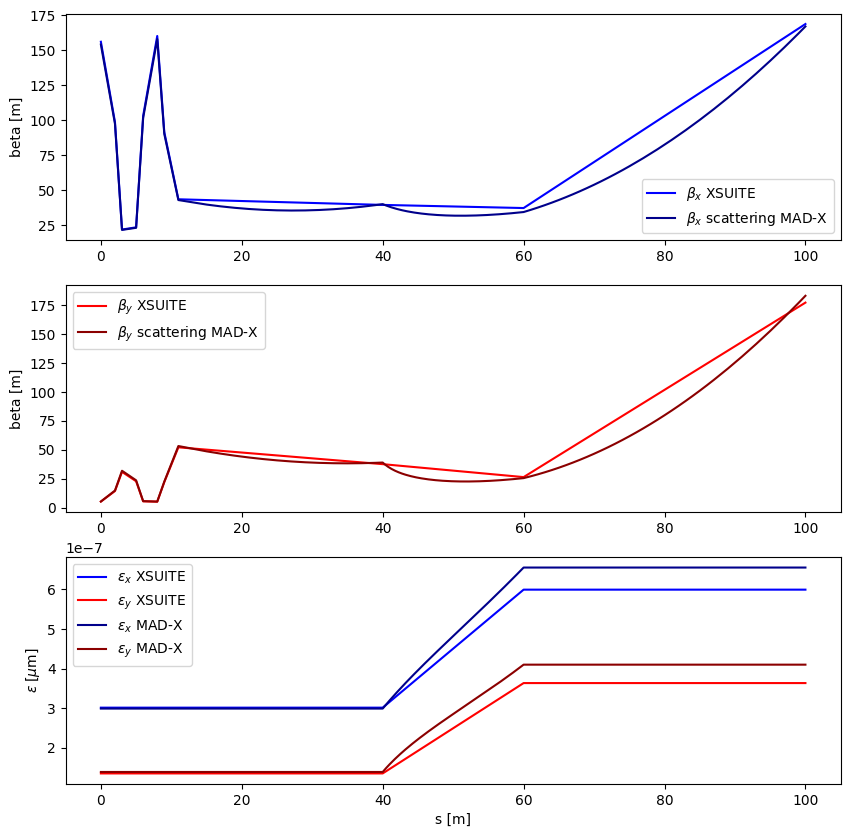 175
150
125
100
75
50
25
beta [m]
βx XSUITE
βx scattering MAD-X
0 20 40 60 80 100
βy XSUITE
βy scattering MAD-X
175
150
125
100
75
50
25
0
beta [m]
0 20 40 60 80 100
1e−7
εx XSUITE
εy XSUITE
εx MAD-X
εy MAD-X
6
5
4
3
2
ε [μm]
0 20 40 60 80 100
s [m]